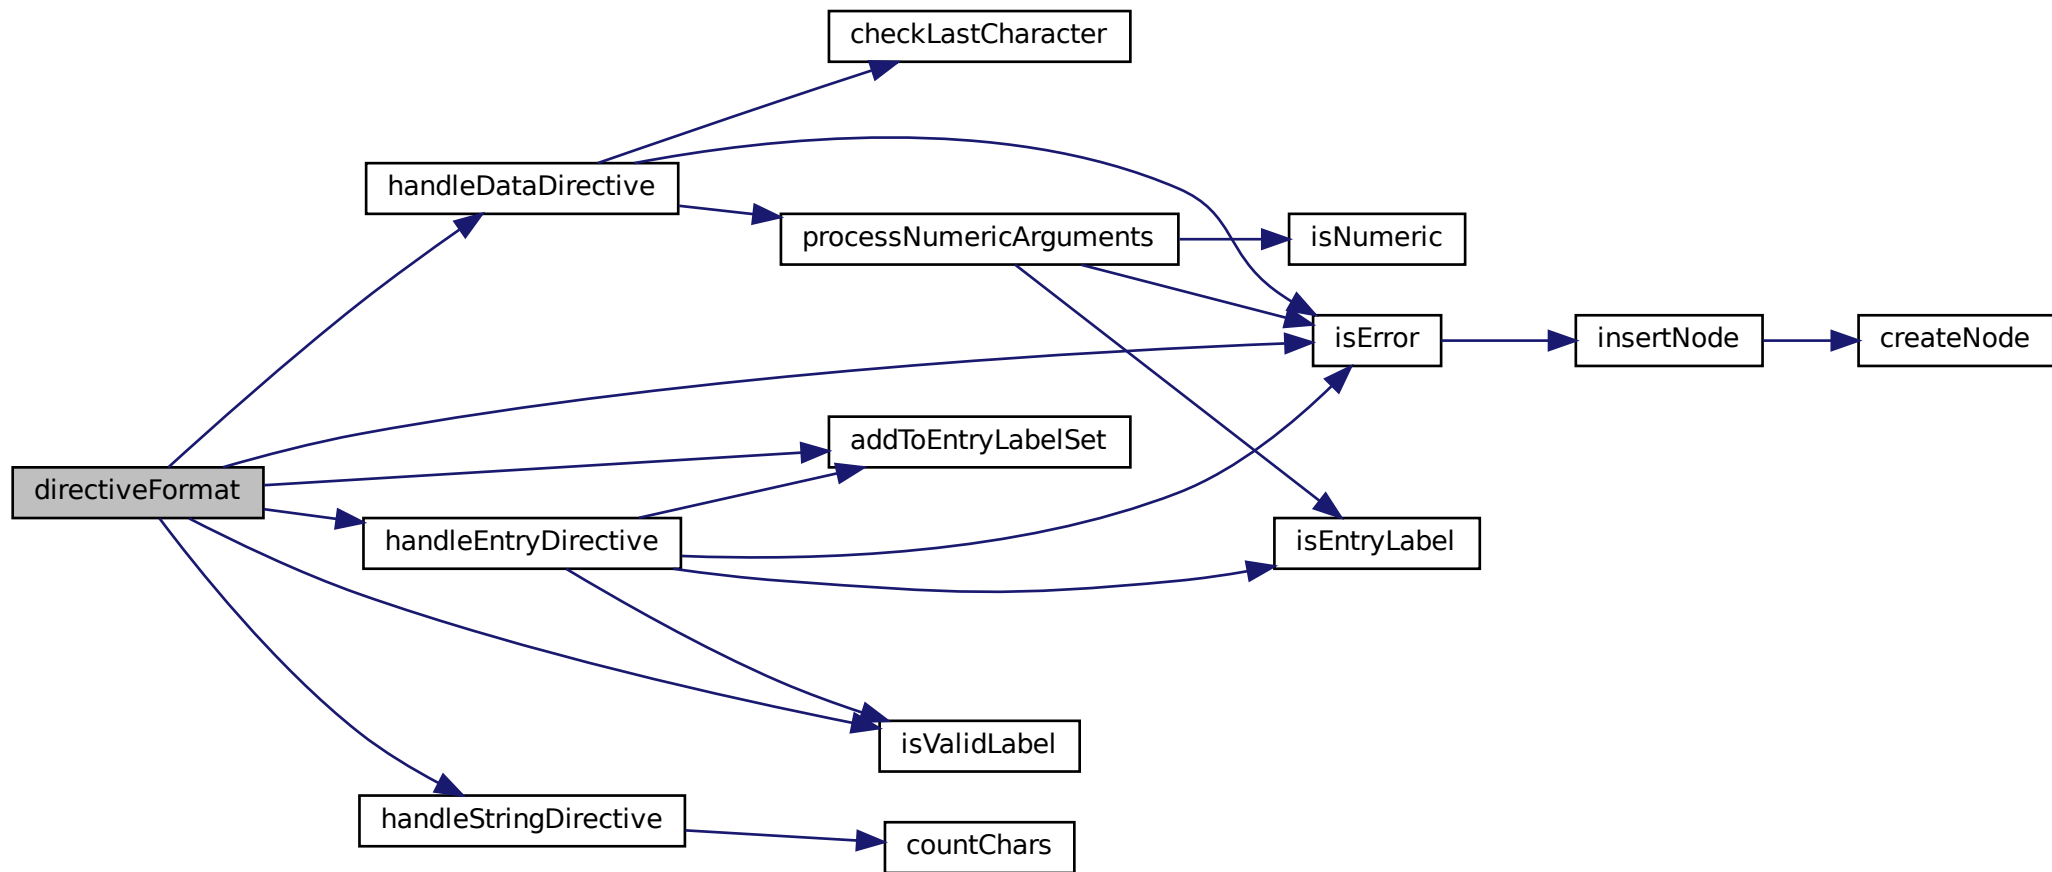 checkLastCharacter
handleDataDirective
processNumericArguments
isNumeric
isError
insertNode
createNode
addToEntryLabelSet
directiveFormat
handleEntryDirective
isEntryLabel
isValidLabel
handleStringDirective
countChars